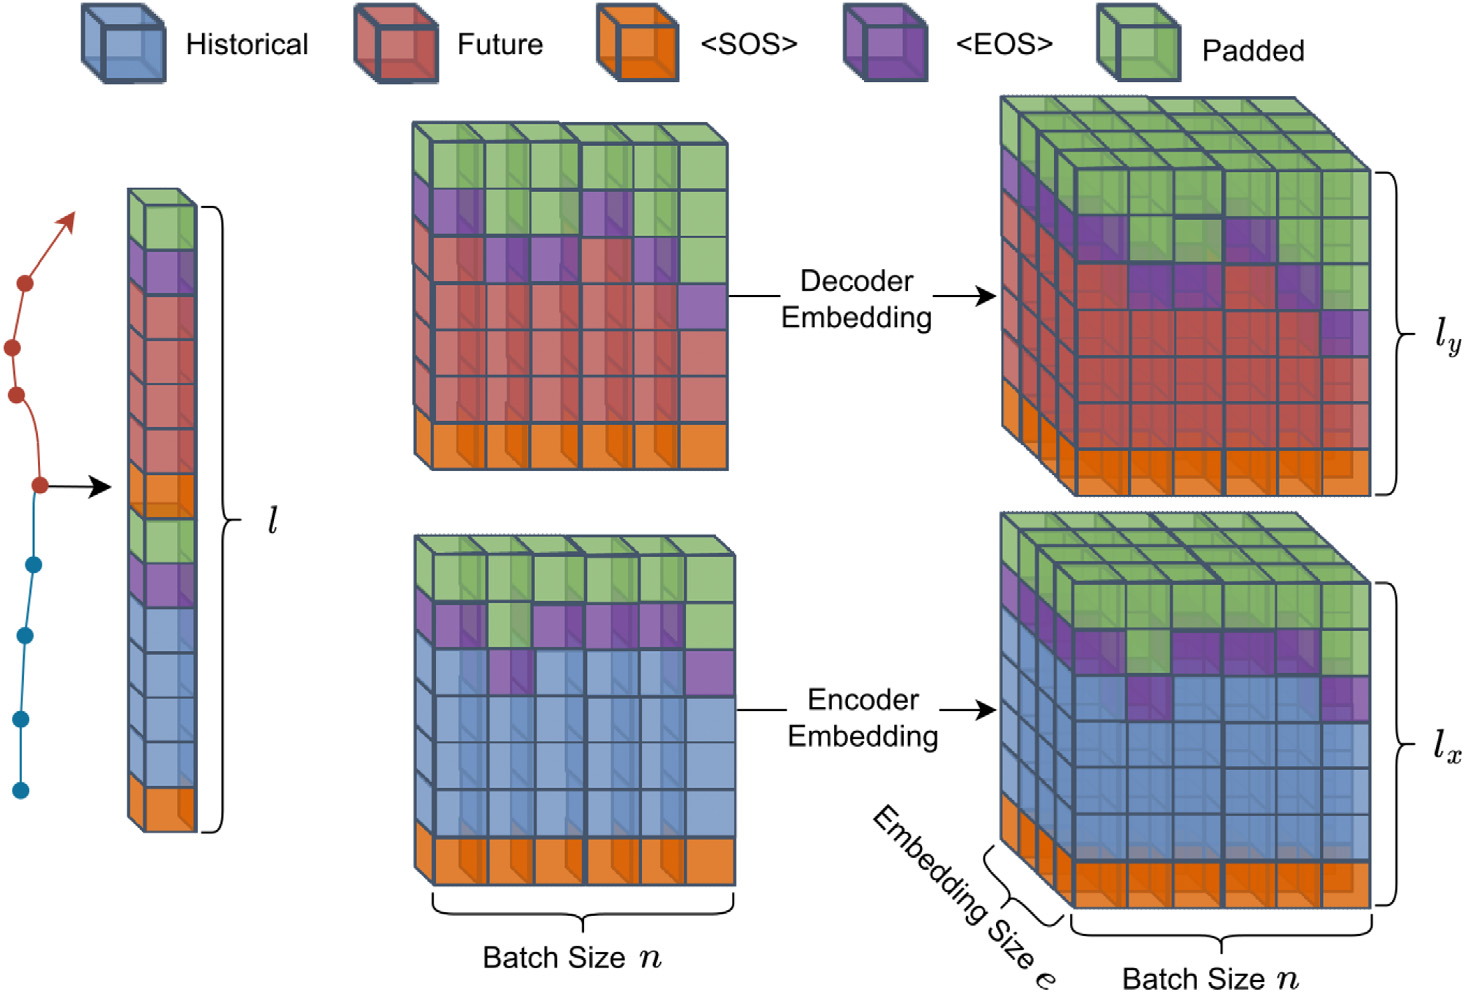 Historical
Future
<SOS>
<EOS>
Padded
l
Decoder
Embedding
l_y
Encoder
Embedding
l_x
Embedding Size e
Batch Size n
Batch Size n